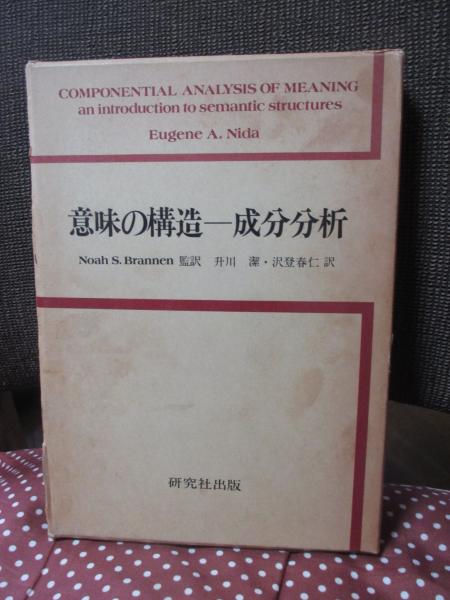 COMPONENTIAL ANALYSIS OF MEANING
an introduction to semantic structures
Eugene A. Nida
意味の構造―成分分析
Noah S. Brannen 監訳 升川 潔・沢登春仁 訳
研究社出版